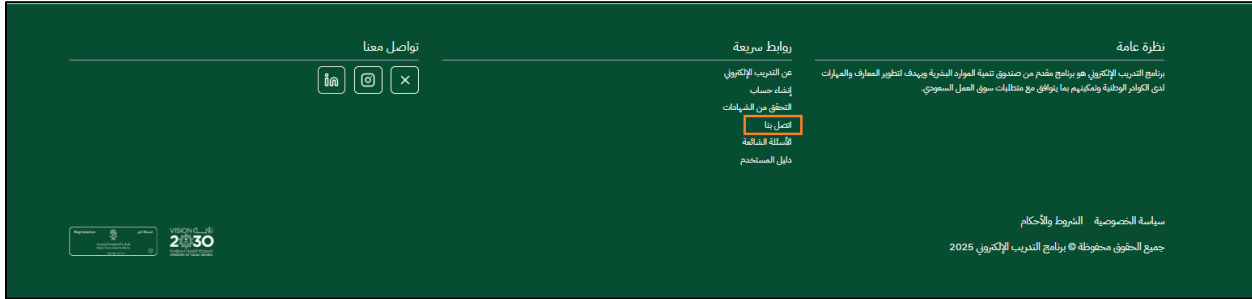 نظرة عامة
برنامج التدريب الإلكتروني هو برنامج مقدم من صندوق تنمية الموارد البشرية ويهدف لتطوير المعارف والمهارات
لدى الكوادر الوطنية وتمكينهم بما يتوافق مع متطلبات سوق العمل السعودي.
روابط سريعة
عن التدريب الإلكتروني
إنشاء حساب
التحقق من الشهادات
اتصل بنا
الأسئلة الشائعة
دليل المستخدم
تواصل معنا
سياسة الخصوصية الشروط والأحكام
جميع الحقوق محفوظة © برنامج التدريب الإلكتروني 2025
VISION رؤية
2030